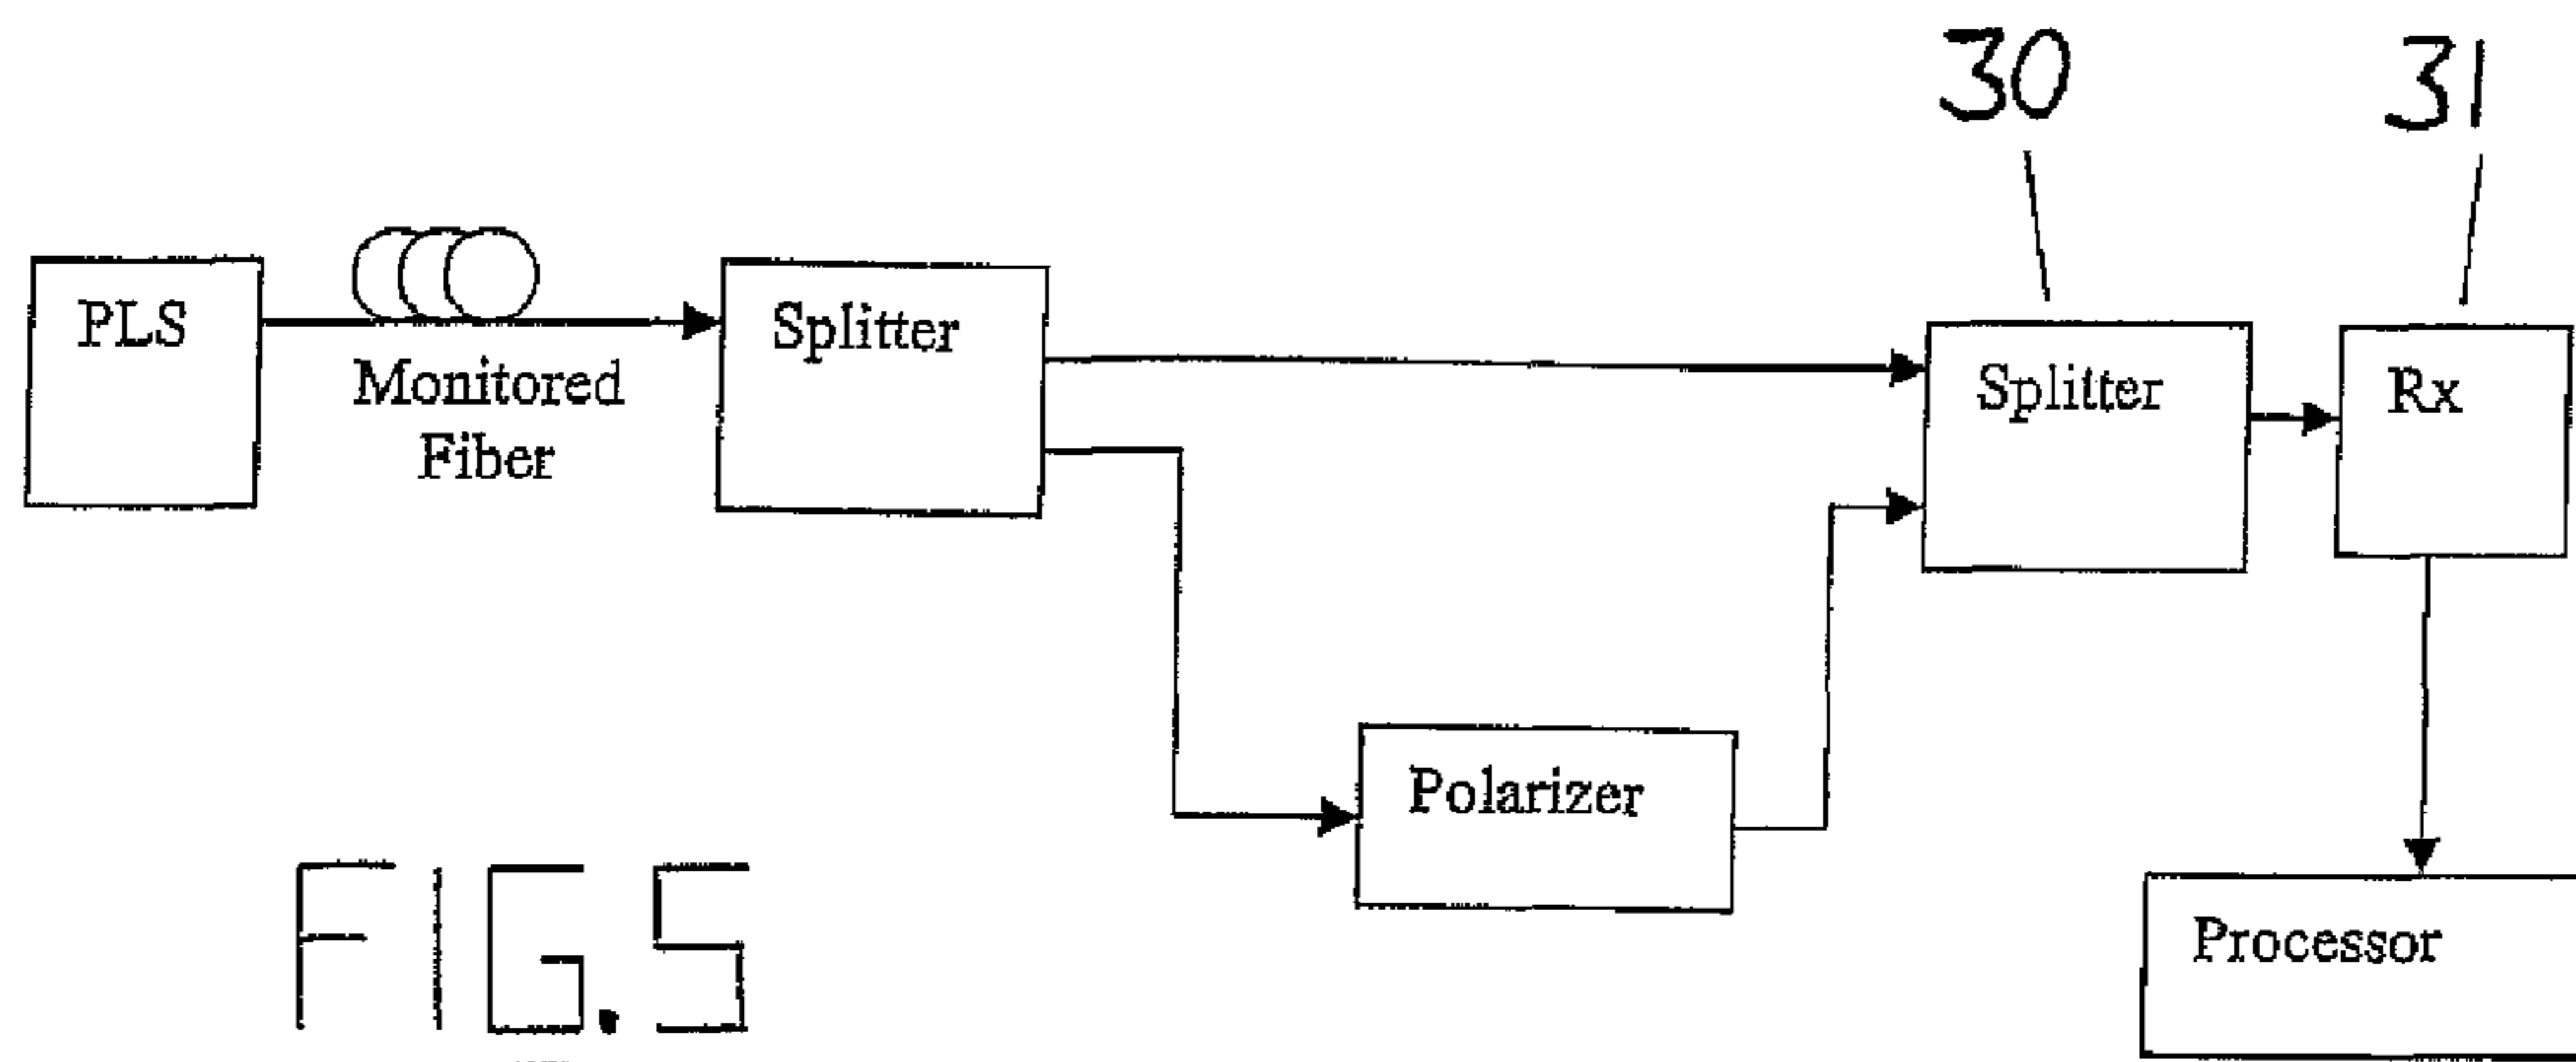 30
31
PLS
Monitored
Fiber
Splitter
Splitter
Rx
Polarizer
Processor
FIG. 5